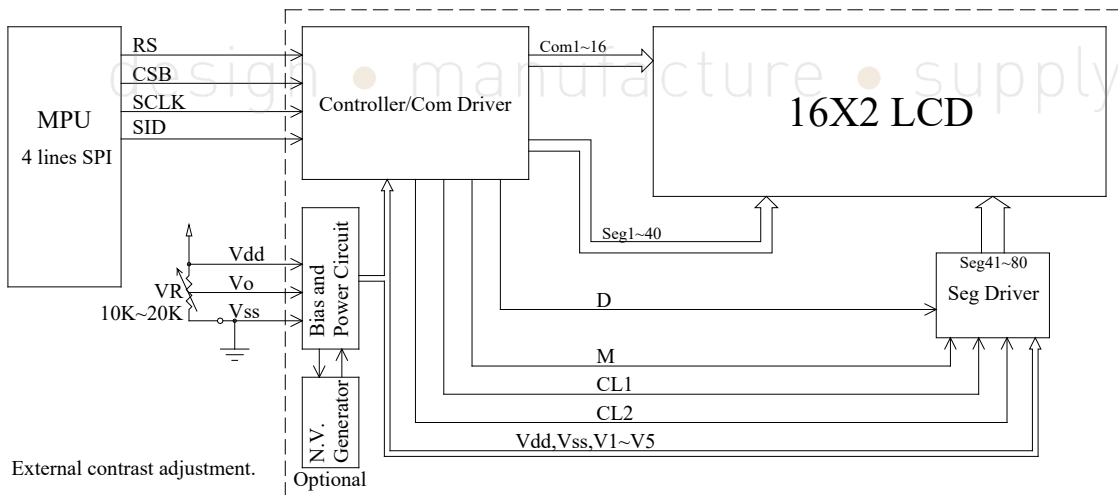 design • manufacture • supply
MPU
4 lines SPI
RS
CSB
SCLK
SID
Controller/Com Driver
Com1~16
16X2 LCD
Seg1~40
Seg41~80
Seg Driver
Vdd
Vo
Vss
VR
10K~20K
Bias and
Power Circuit
N.V.
Generator
Optional
D
M
CL1
CL2
Vdd,Vss,V1~V5
External contrast adjustment.